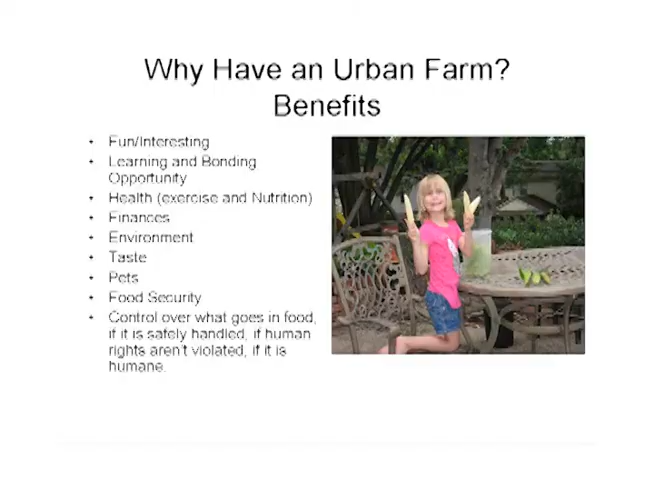 Why Have an Urban Farm?
Benefits
• Fun/Interesting
• Learning and Bonding
Opportunity
• Health (exercise and Nutrition)
• Finances
• Environment
• Taste
• Pets
• Food Security
• Control over what goes in food,
if it is safely handled, if human
rights aren't violated, if it is
humane.